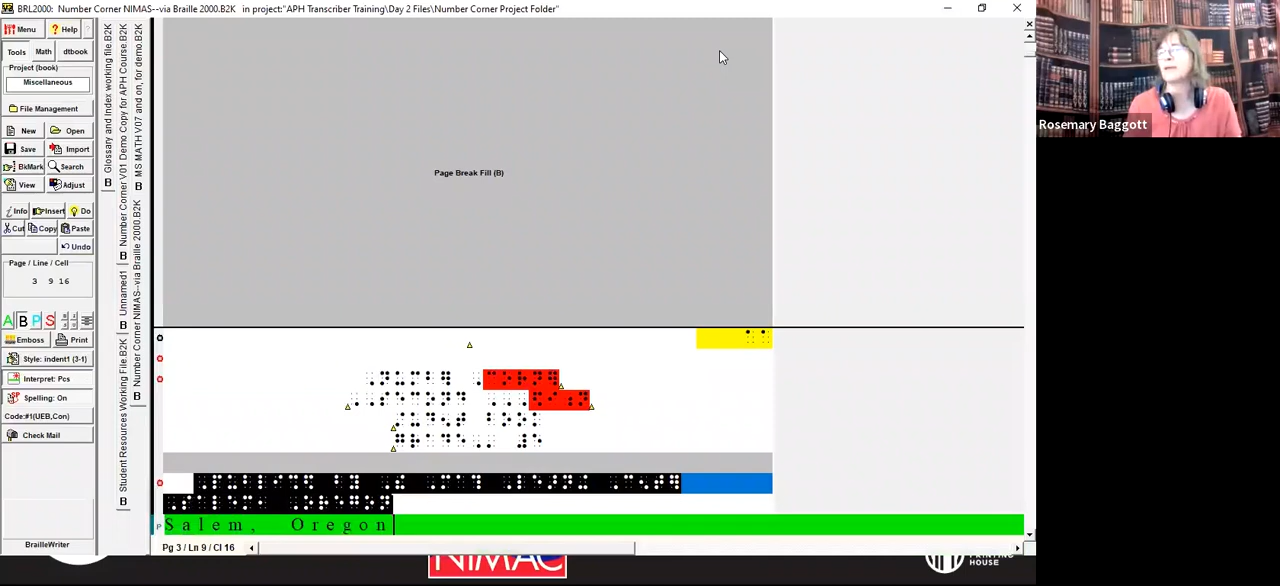 BRL2000: Number Corner NIMAS--via Braille 2000.B2K in project:"APH Transcriber Training\Day 2 Files\Number Corner Project Folder"
Menu Help ?
Tools Math dtbook
Project (book)
Miscellaneous
File Management
New Open
Save Import
BkMark Search
View Adjust
Info Insert Do
Cut Copy Paste
Undo
Page / Line / Cell
3 9 16
A B P S
Emboss Print
Style: indent1 (3-1)
Interpret: Pcs
Spelling: On
Code:#1(UEB,Con)
Check Mail
BrailleWriter
B Glossary and Index working file.B2K
B Student Resources Working File.B2K
B Unnamed1
B Number Corner V01 Demo Copy for APH Course.B2K
B Number Corner NIMAS--via Braille 2000.B2K
B MS MATH V07 and on, for demo.B2K
Page Break Fill (B)
P Salem, Oregon
Pg 3 / Ln 9 / Cl 16
Rosemary Baggott
NIMAC
PRINTING
HOUSE